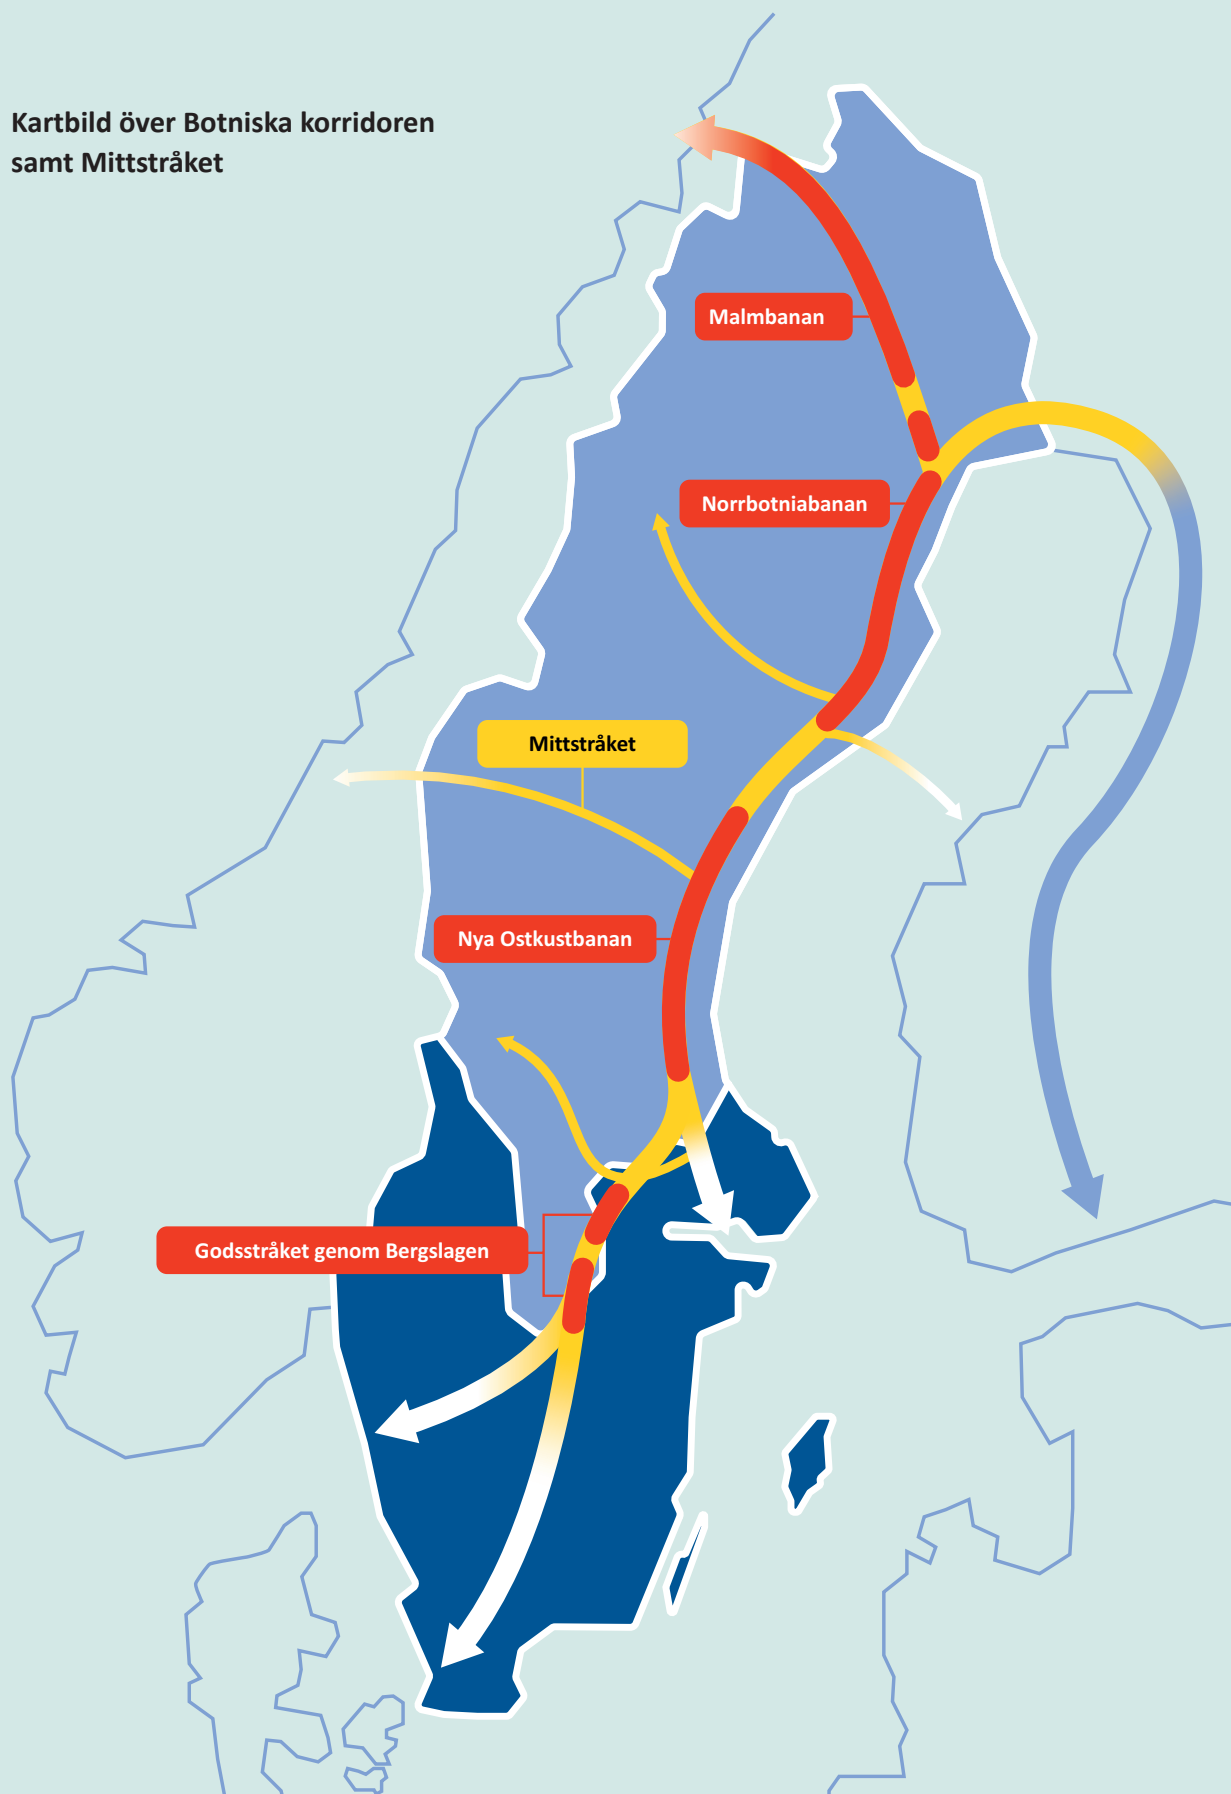 Kartbild över Botniska korridoren
samt Mittstråket
Malmbanan
Norrbotniabanan
Mittstråket
Nya Ostkustbanan
Godsstråket genom Bergslagen